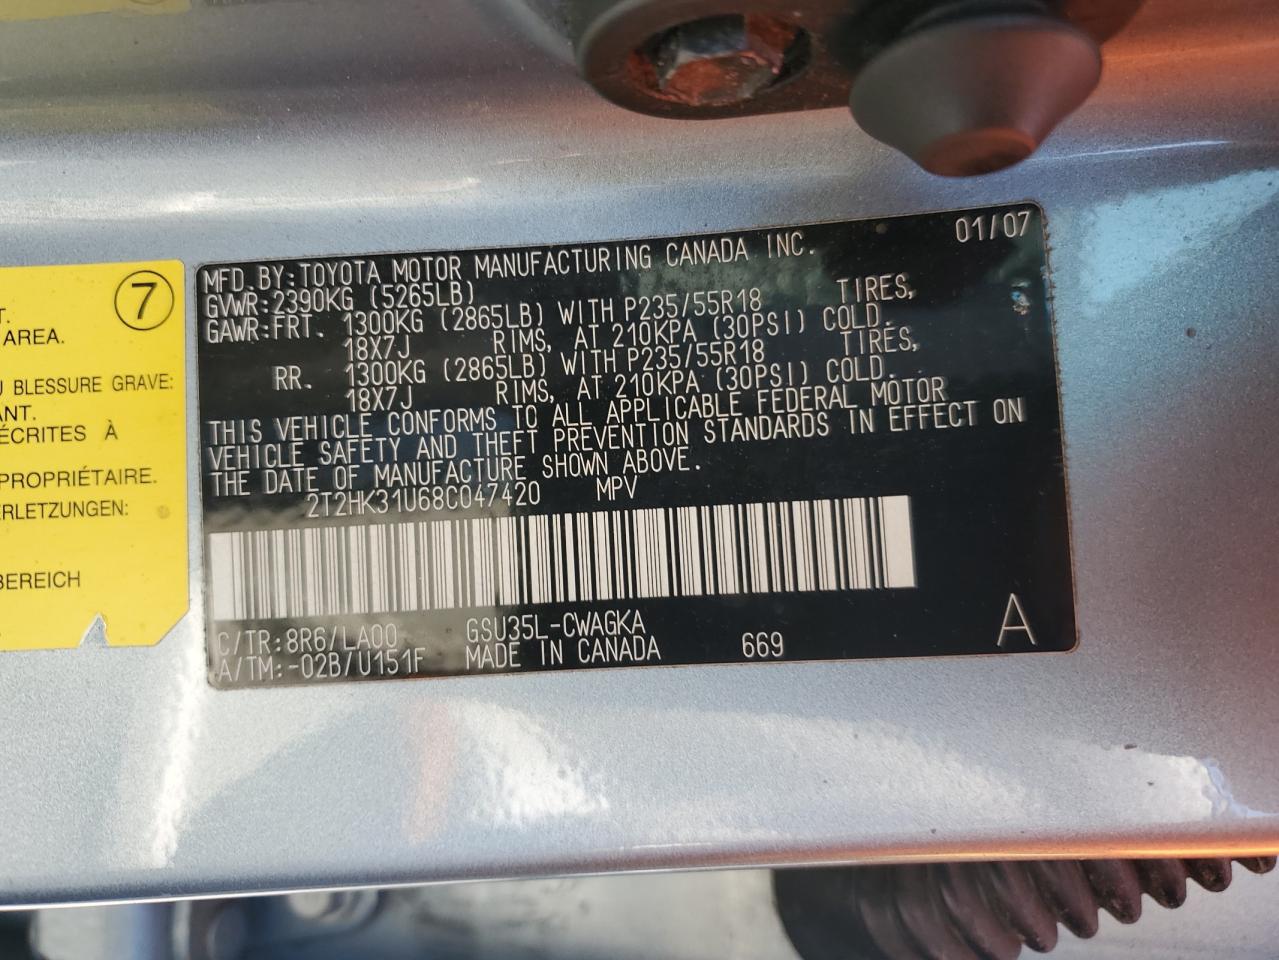 7
T.
AREA.
U BLESSURE GRAVE:
ANT.
ÉCRITES À
PROPRIÉTAIRE.
ERLETZUNGEN:
BEREICH
01/07
MFD.BY:TOYOTA MOTOR MANUFACTURING CANADA INC.
GVWR:2390KG (5265LB)
GAWR:FRT. 1300KG (2865LB) WITH P235/55R18 TIRES,
18X7J RIMS, AT 210KPA (30PSI) COLD.
RR. 1300KG (2865LB) WITH P235/55R18 TIRES,
18X7J RIMS, AT 210KPA (30PSI) COLD.
THIS VEHICLE CONFORMS TO ALL APPLICABLE FEDERAL MOTOR
VEHICLE SAFETY AND THEFT PREVENTION STANDARDS IN EFFECT ON
THE DATE OF MANUFACTURE SHOWN ABOVE.
2T2HK31U68C047420 MPV
C/TR:8R6/LA00 GSU35L-CWAGKA
A/TM:-02B/U151F MADE IN CANADA 669
A